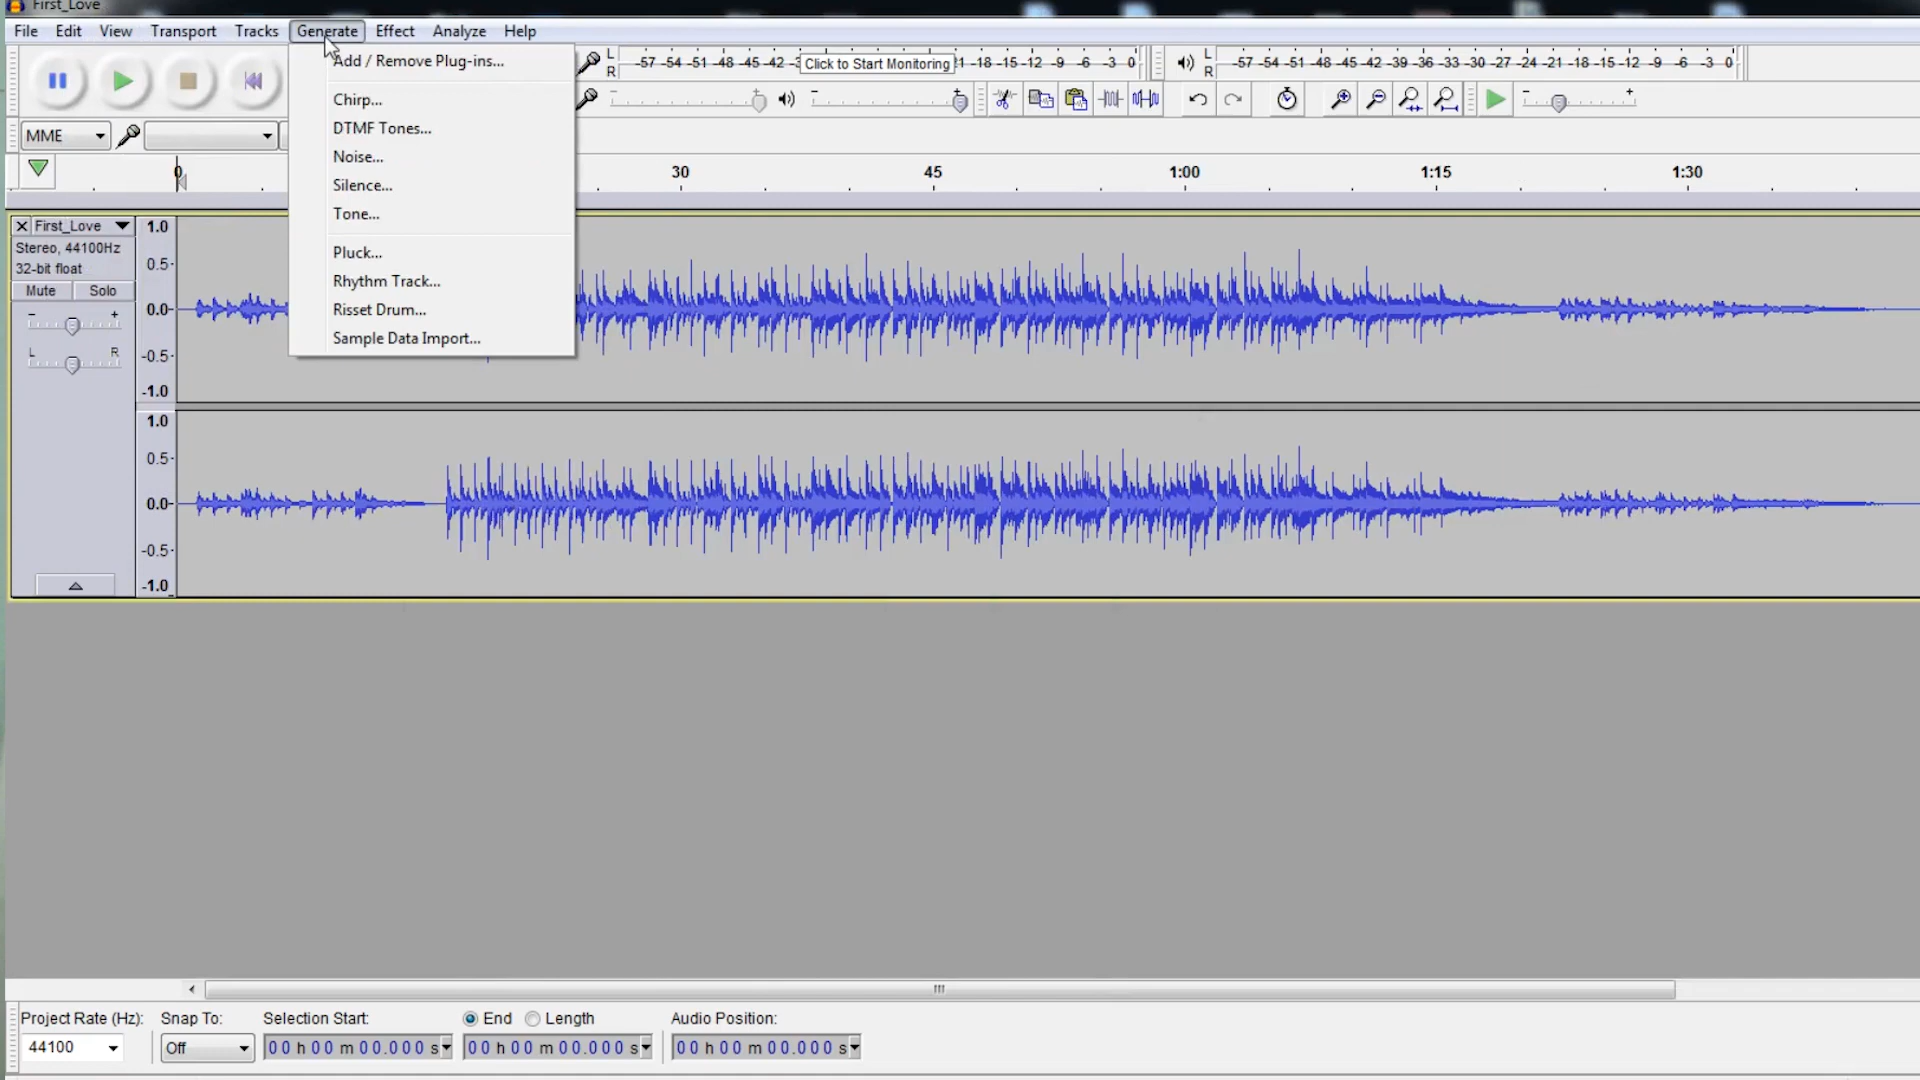 First_Love
File Edit View Transport Tracks Generate Effect Analyze Help
Add / Remove Plug-ins...
Chirp...
DTMF Tones...
Noise...
Silence...
Tone...
Pluck...
Rhythm Track...
Risset Drum...
Sample Data Import...
L
R
-57 -54 -51 -48 -45 -42 Click to Start Monitoring -18 -15 -12 -9 -6 -3 0
L
R
-57 -54 -51 -48 -45 -42 -39 -36 -33 -30 -27 -24 -21 -18 -15 -12 -9 -6 -3 0
- +
MME
0 30 45 1:00 1:15 1:30
First_Love
Stereo, 44100Hz
32-bit float
Mute Solo
- +
L R
1.0
0.5
0.0
-0.5
-1.0
1.0
0.5
0.0
-0.5
-1.0
Project Rate (Hz): Snap To: Selection Start: End Length Audio Position:
44100 Off 00 h 00 m 00.000 s 00 h 00 m 00.000 s 00 h 00 m 00.000 s